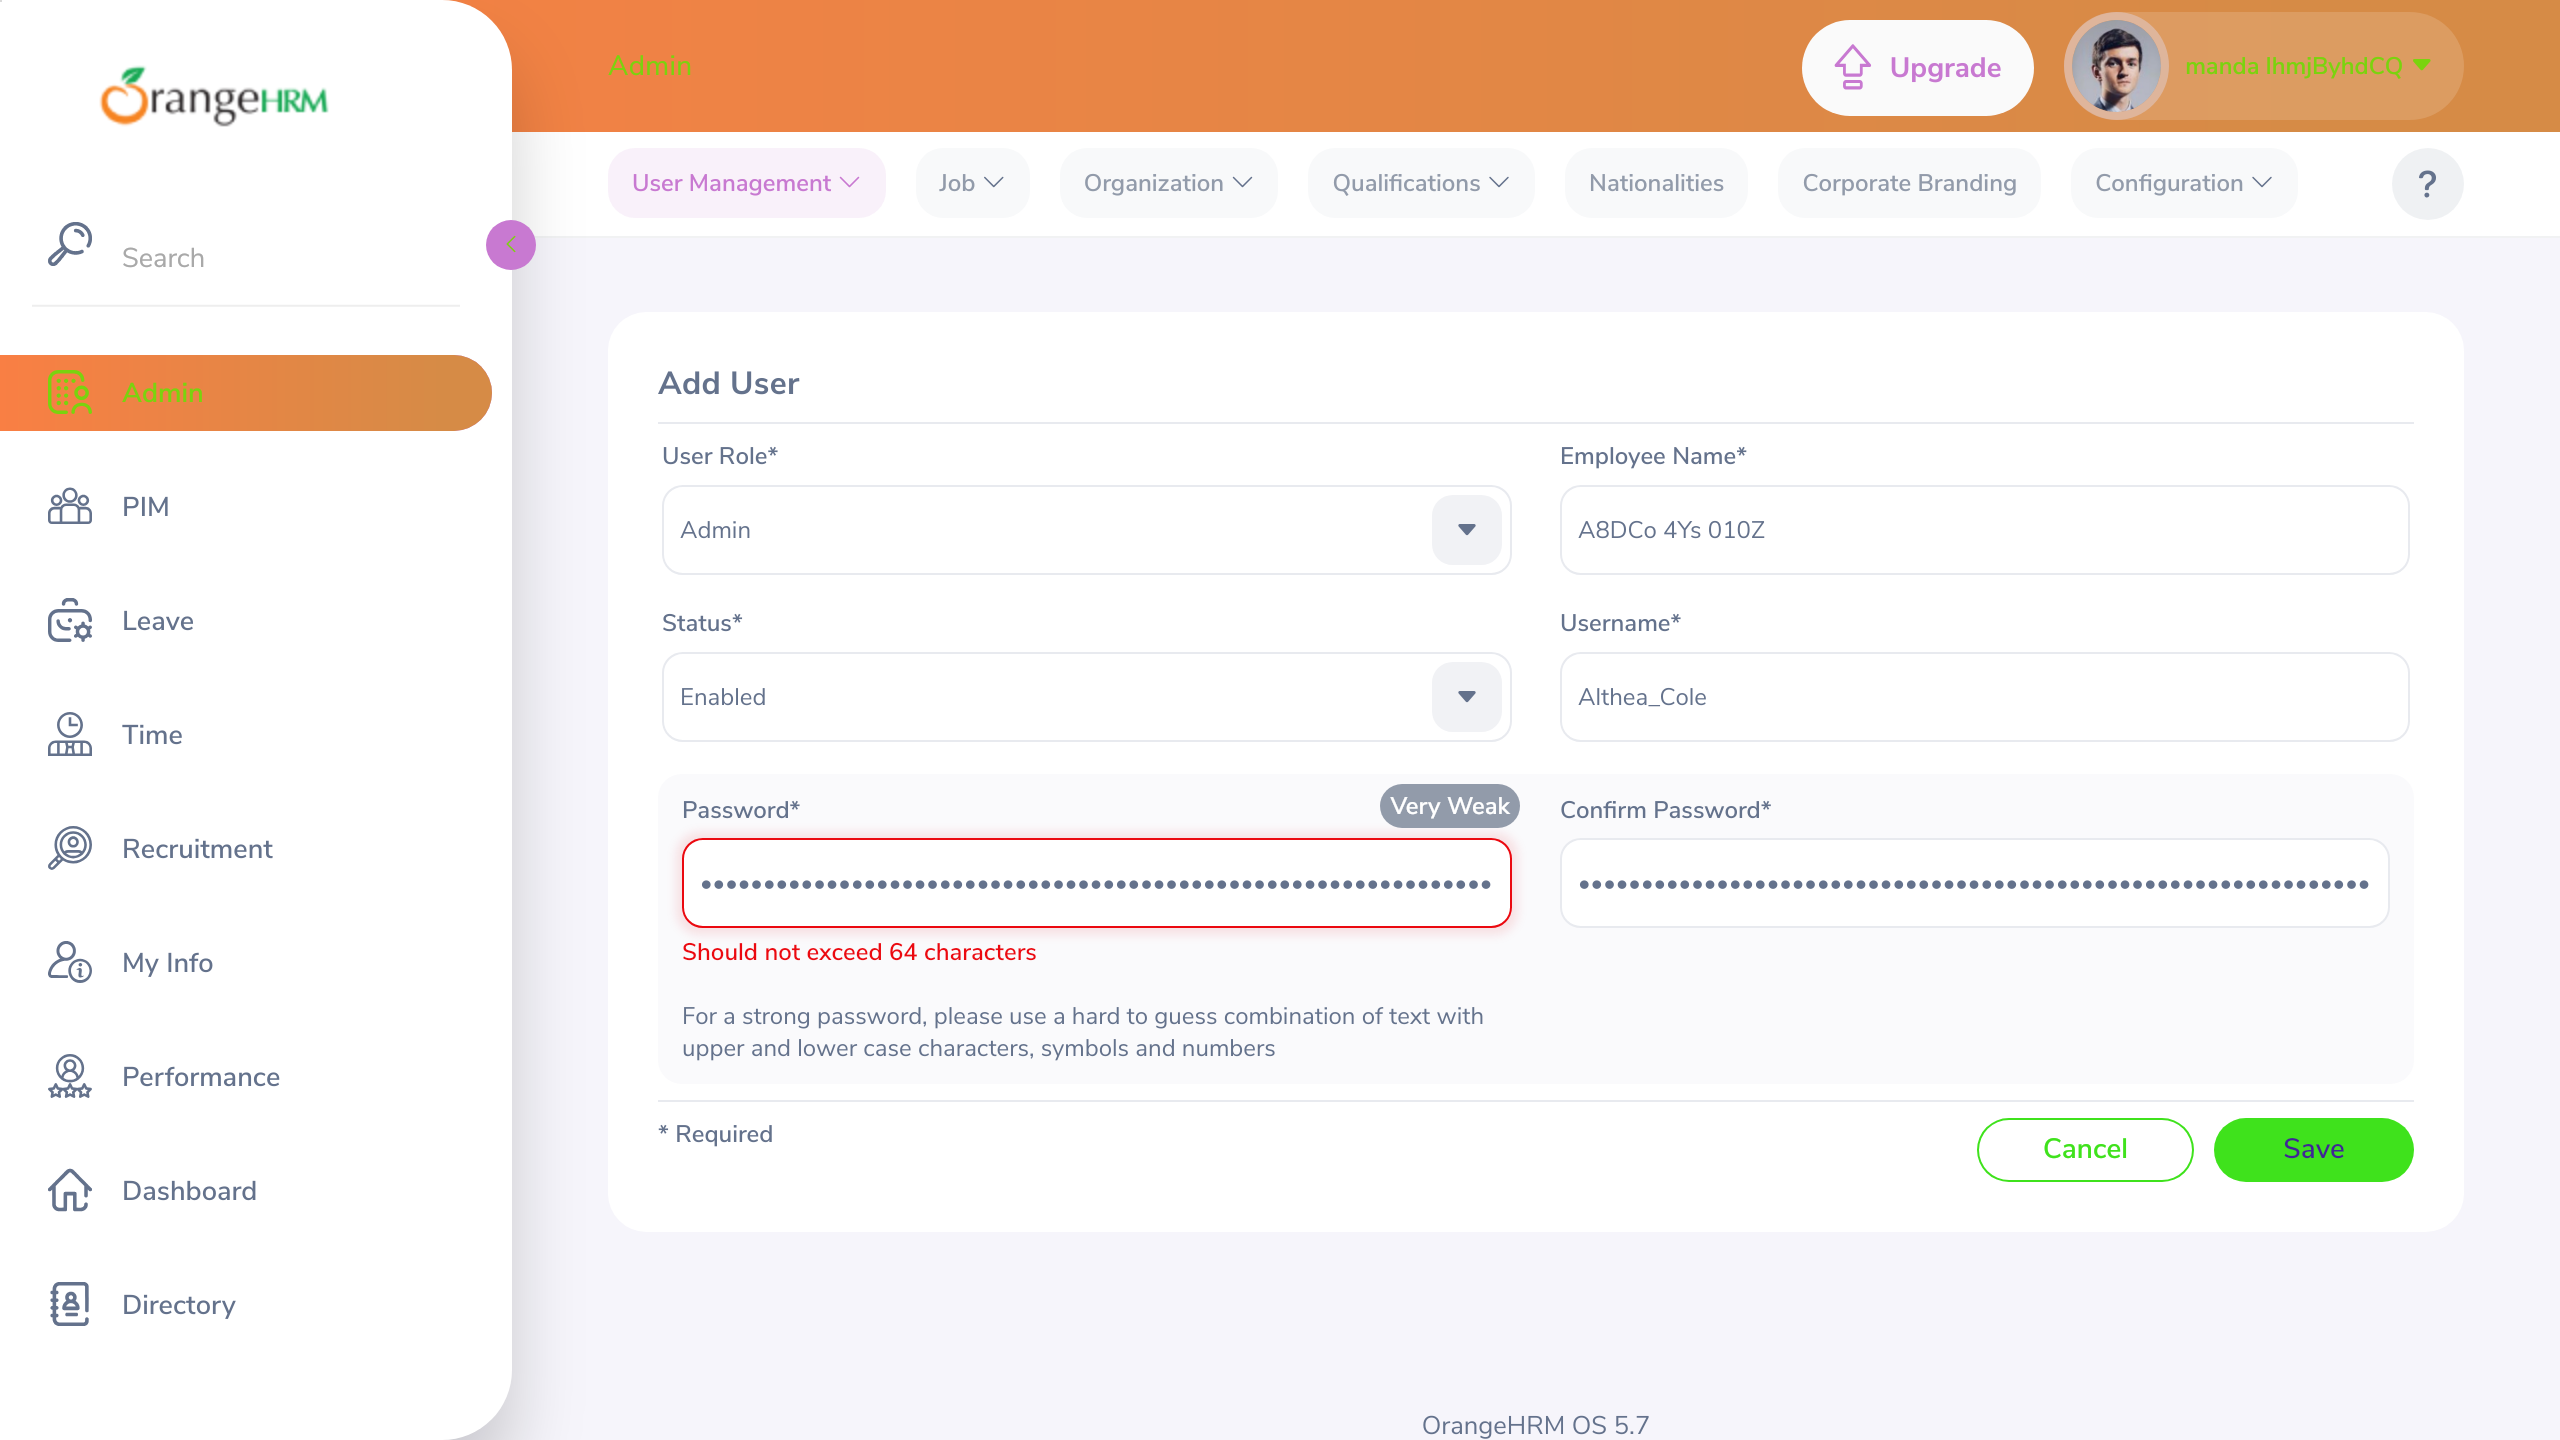 OrangeHRM
Search
Admin
PIM
Leave
Time
Recruitment
My Info
Performance
Dashboard
Directory
Admin
Upgrade
manda lhmjByhdCQ
User Management
Job
Organization
Qualifications
Nationalities
Corporate Branding
Configuration
?
Add User
User Role*
Admin
Employee Name*
A8DCo 4Ys 010Z
Status*
Enabled
Username*
Althea_Cole
Password*
Very Weak
Should not exceed 64 characters
For a strong password, please use a hard to guess combination of text with
upper and lower case characters, symbols and numbers
Confirm Password*
* Required
Cancel
Save
OrangeHRM OS 5.7